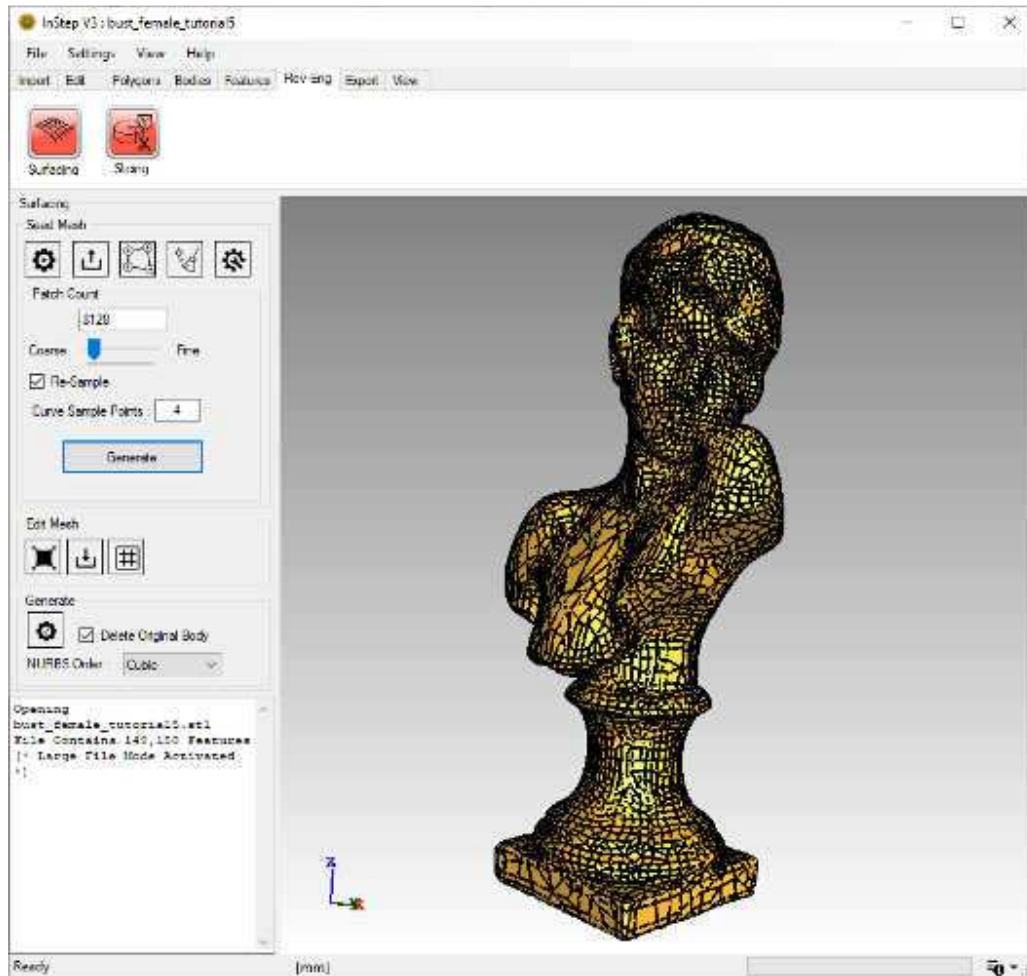 InStep V3 : bust_female_tutorial5
File Settings View Help
Import Edit Polygons Bodies Features Rev Eng Export View
Surfacing Slicing
Surfacing
Seed Mesh
Patch Count
Coarse Fine
Re-Sample
Curve Sample Points 4
Generate
Edit Mesh
Generate
Delete Original Body
NURBS Order Cubic
Opening
bust_female_tutorial5.stl
File Contains 149,150 Features
[* Large File Mode Activated
*]
Z
Ready [mm]